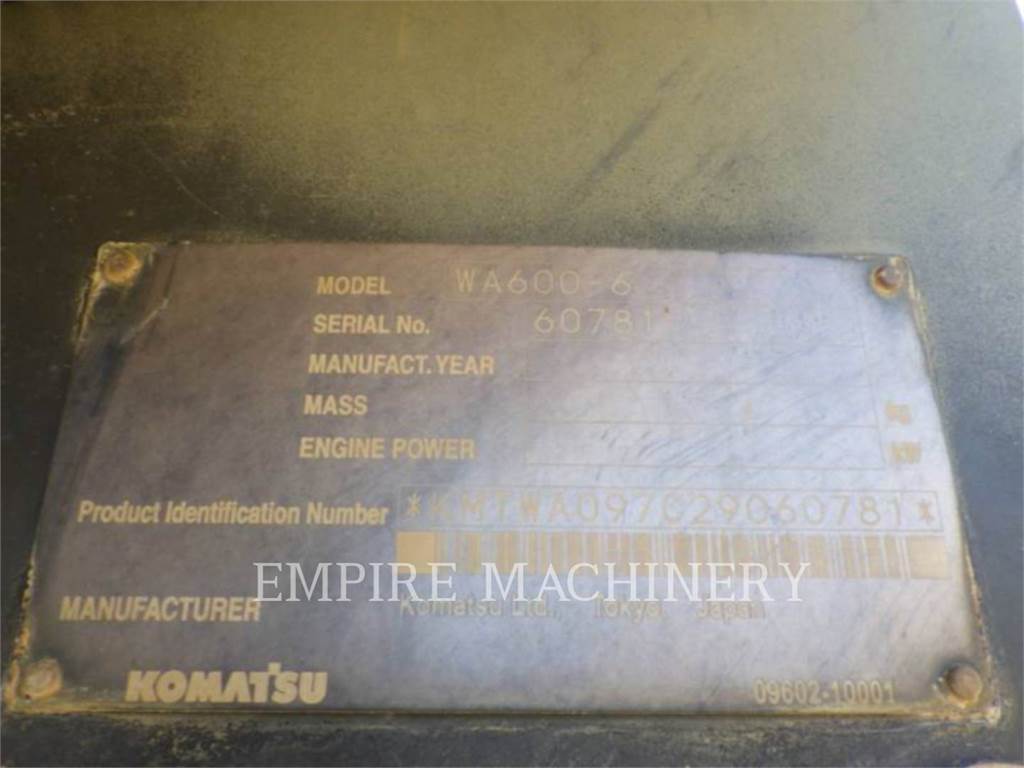 MODEL WA600-6
SERIAL No. 60781
MANUFACT. YEAR
MASS kg
ENGINE POWER kW
Product Identification Number *KMTWA097C29060781*
EMPIRE MACHINERY
MANUFACTURER Komatsu Ltd., Tokyo, Japan
KOMATSU 09602-10001